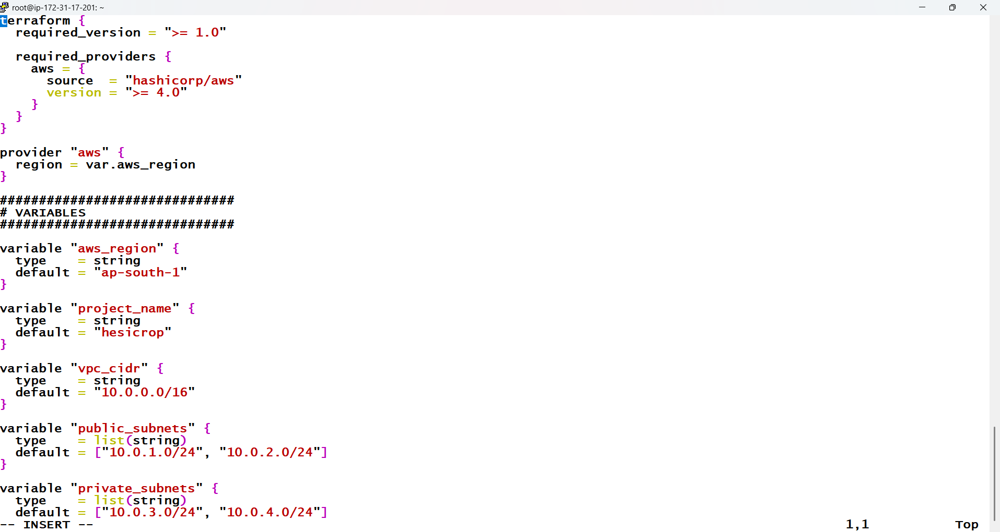 root@ip-172-31-17-201: ~
terraform {
  required_version = ">= 1.0"

  required_providers {
    aws = {
      source  = "hashicorp/aws"
      version = ">= 4.0"
    }
  }
}

provider "aws" {
  region = var.aws_region
}

##############################
# VARIABLES
##############################

variable "aws_region" {
  type    = string
  default = "ap-south-1"
}

variable "project_name" {
  type    = string
  default = "hesicrop"
}

variable "vpc_cidr" {
  type    = string
  default = "10.0.0.0/16"
}

variable "public_subnets" {
  type    = list(string)
  default = ["10.0.1.0/24", "10.0.2.0/24"]
}

variable "private_subnets" {
  type    = list(string)
  default = ["10.0.3.0/24", "10.0.4.0/24"]
-- INSERT -- 1,1 Top